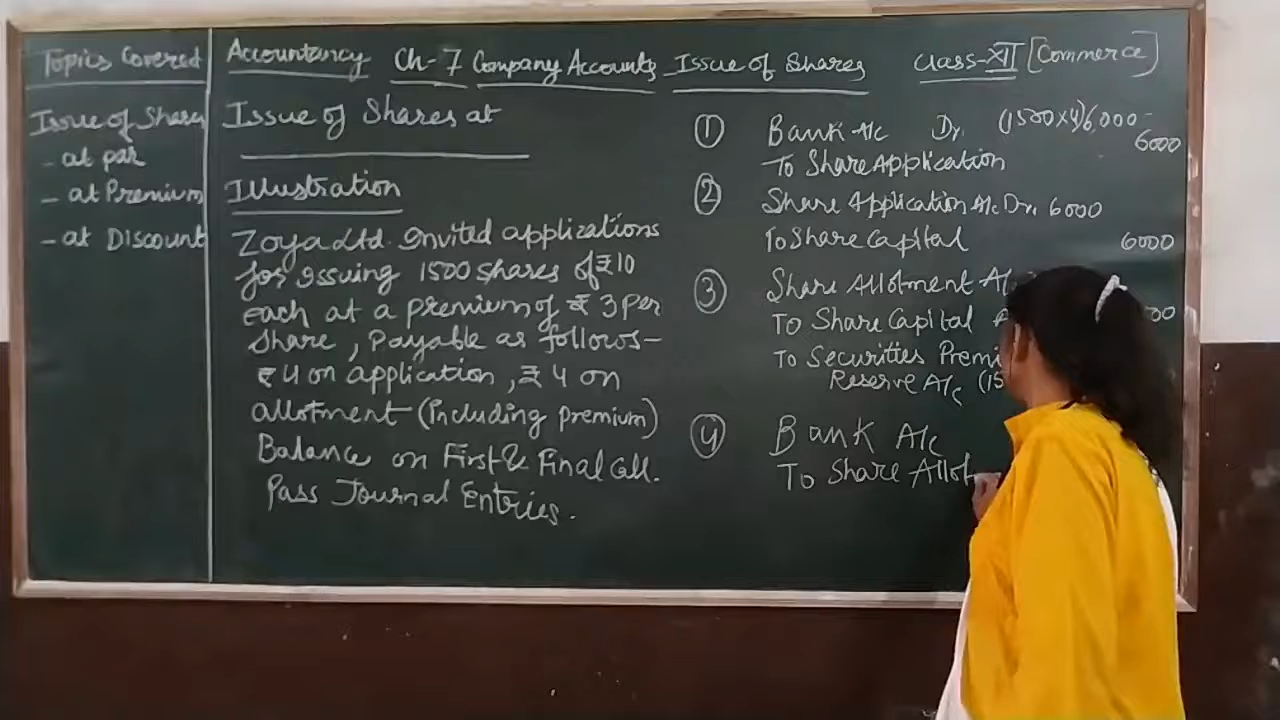 Topics Covered
Issue of Shares
- at par
- at Premium
- at Discount
Accountancy Ch-7 Company Accounts Issue of Shares Class-XII [Commerce]
Issue of Shares at
Illustration
Zoya Ltd. Invited applications
for issuing 1500 shares of ₹10
each at a premium of ₹ 3 per
share, Payable as follows-
₹ 4 on application, ₹ 4 on
allotment (Including premium)
Balance on First & Final Call.
Pass Journal Entries.
① Bank A/c Dr. (1500×4) 6,000-
6000
To Share Application
② Share Application A/c Dr. 6000
To Share Capital 6000
③ Share Allotment A/c
To Share Capital
To Securities Premi
Reserve A/c (15
④ Bank A/c
To Share Allot